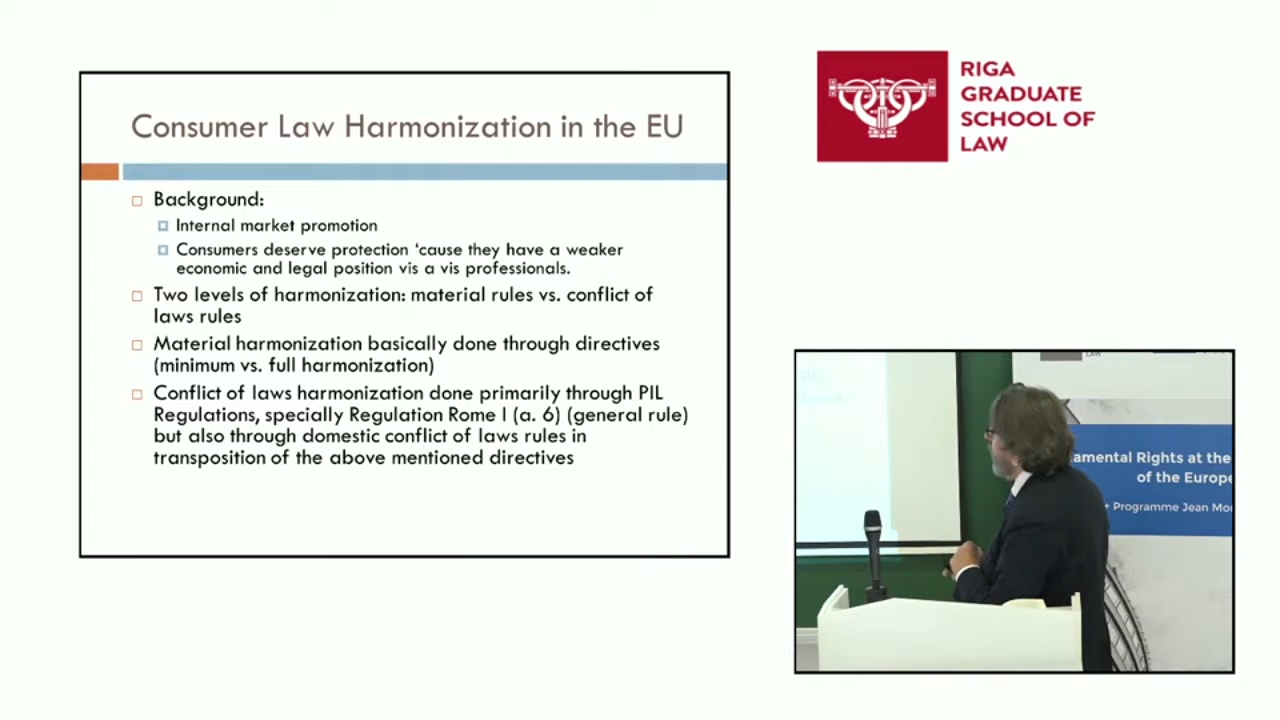 Consumer Law Harmonization in the EU
Background:
Internal market promotion
Consumers deserve protection ‘cause they have a weaker
economic and legal position vis a vis professionals.
Two levels of harmonization: material rules vs. conflict of
laws rules
Material harmonization basically done through directives
(minimum vs. full harmonization)
Conflict of laws harmonization done primarily through PIL
Regulations, specially Regulation Rome I (a. 6) (general rule)
but also through domestic conflict of laws rules in
transposition of the above mentioned directives
RIGA
GRADUATE
SCHOOL OF
LAW
LAW
amental Rights at the
of the Europe
+ Programme Jean Mon